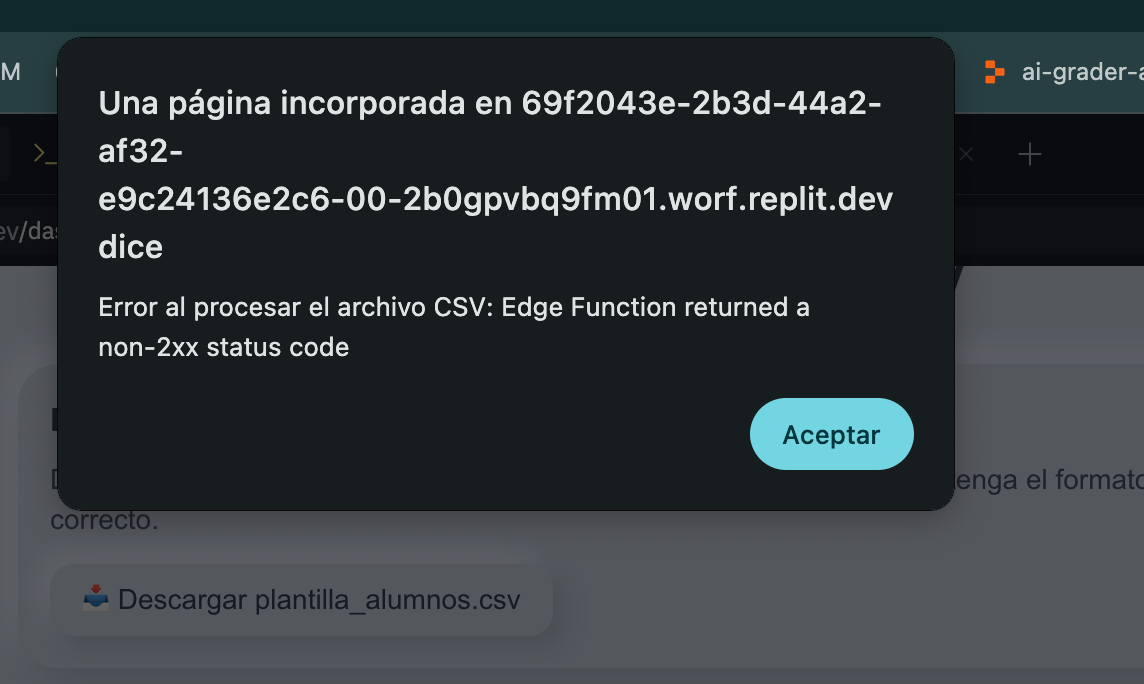 M
ai-grader-a
Una página incorporada en 69f2043e-2b3d-44a2-
af32-
e9c24136e2c6-00-2b0gpvbq9fm01.worf.replit.dev
dice
>_
ev/das
Error al procesar el archivo CSV: Edge Function returned a
non-2xx status code
Aceptar
enga el formato
correcto.
Descargar plantilla_alumnos.csv